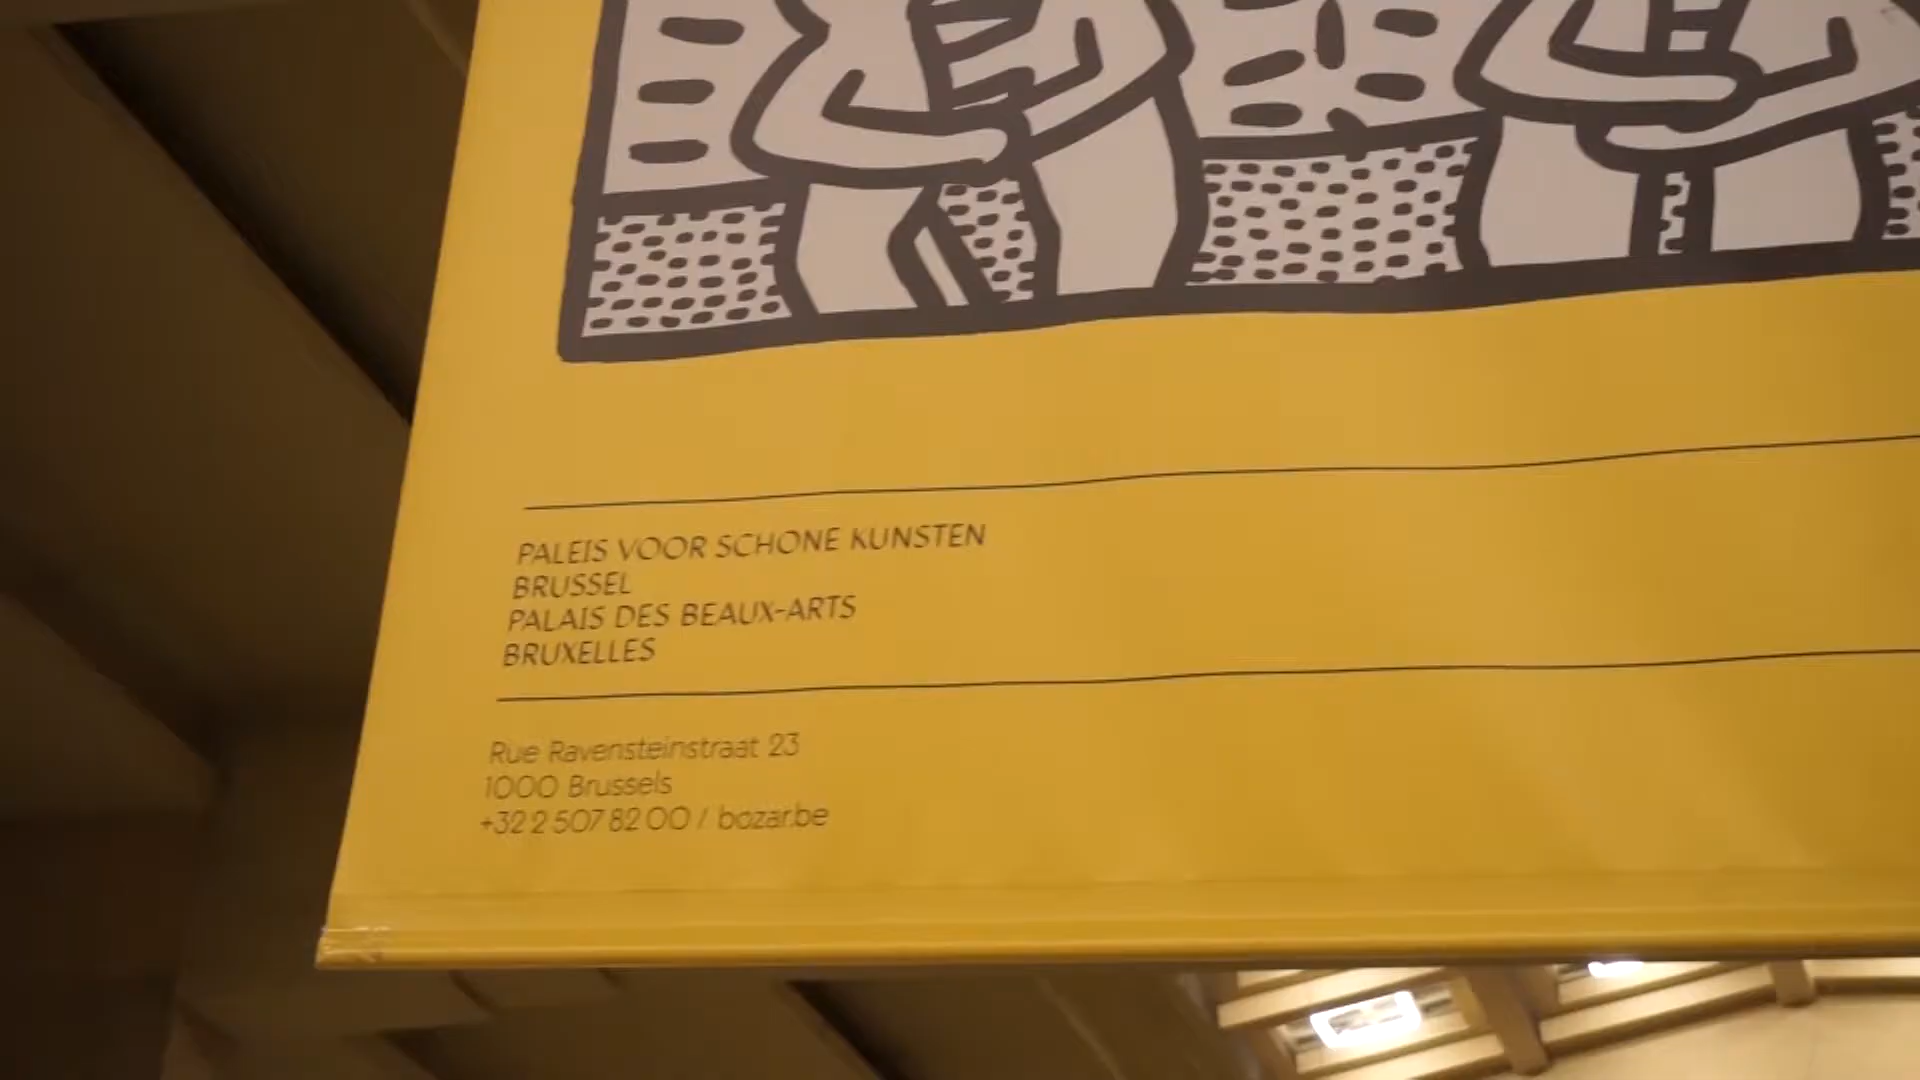 PALEIS VOOR SCHONE KUNSTEN
BRUSSEL
PALAIS DES BEAUX-ARTS
BRUXELLES
Rue Ravensteinstraat 23
1000 Brussels
+32 2 507 82 00 / bozar.be